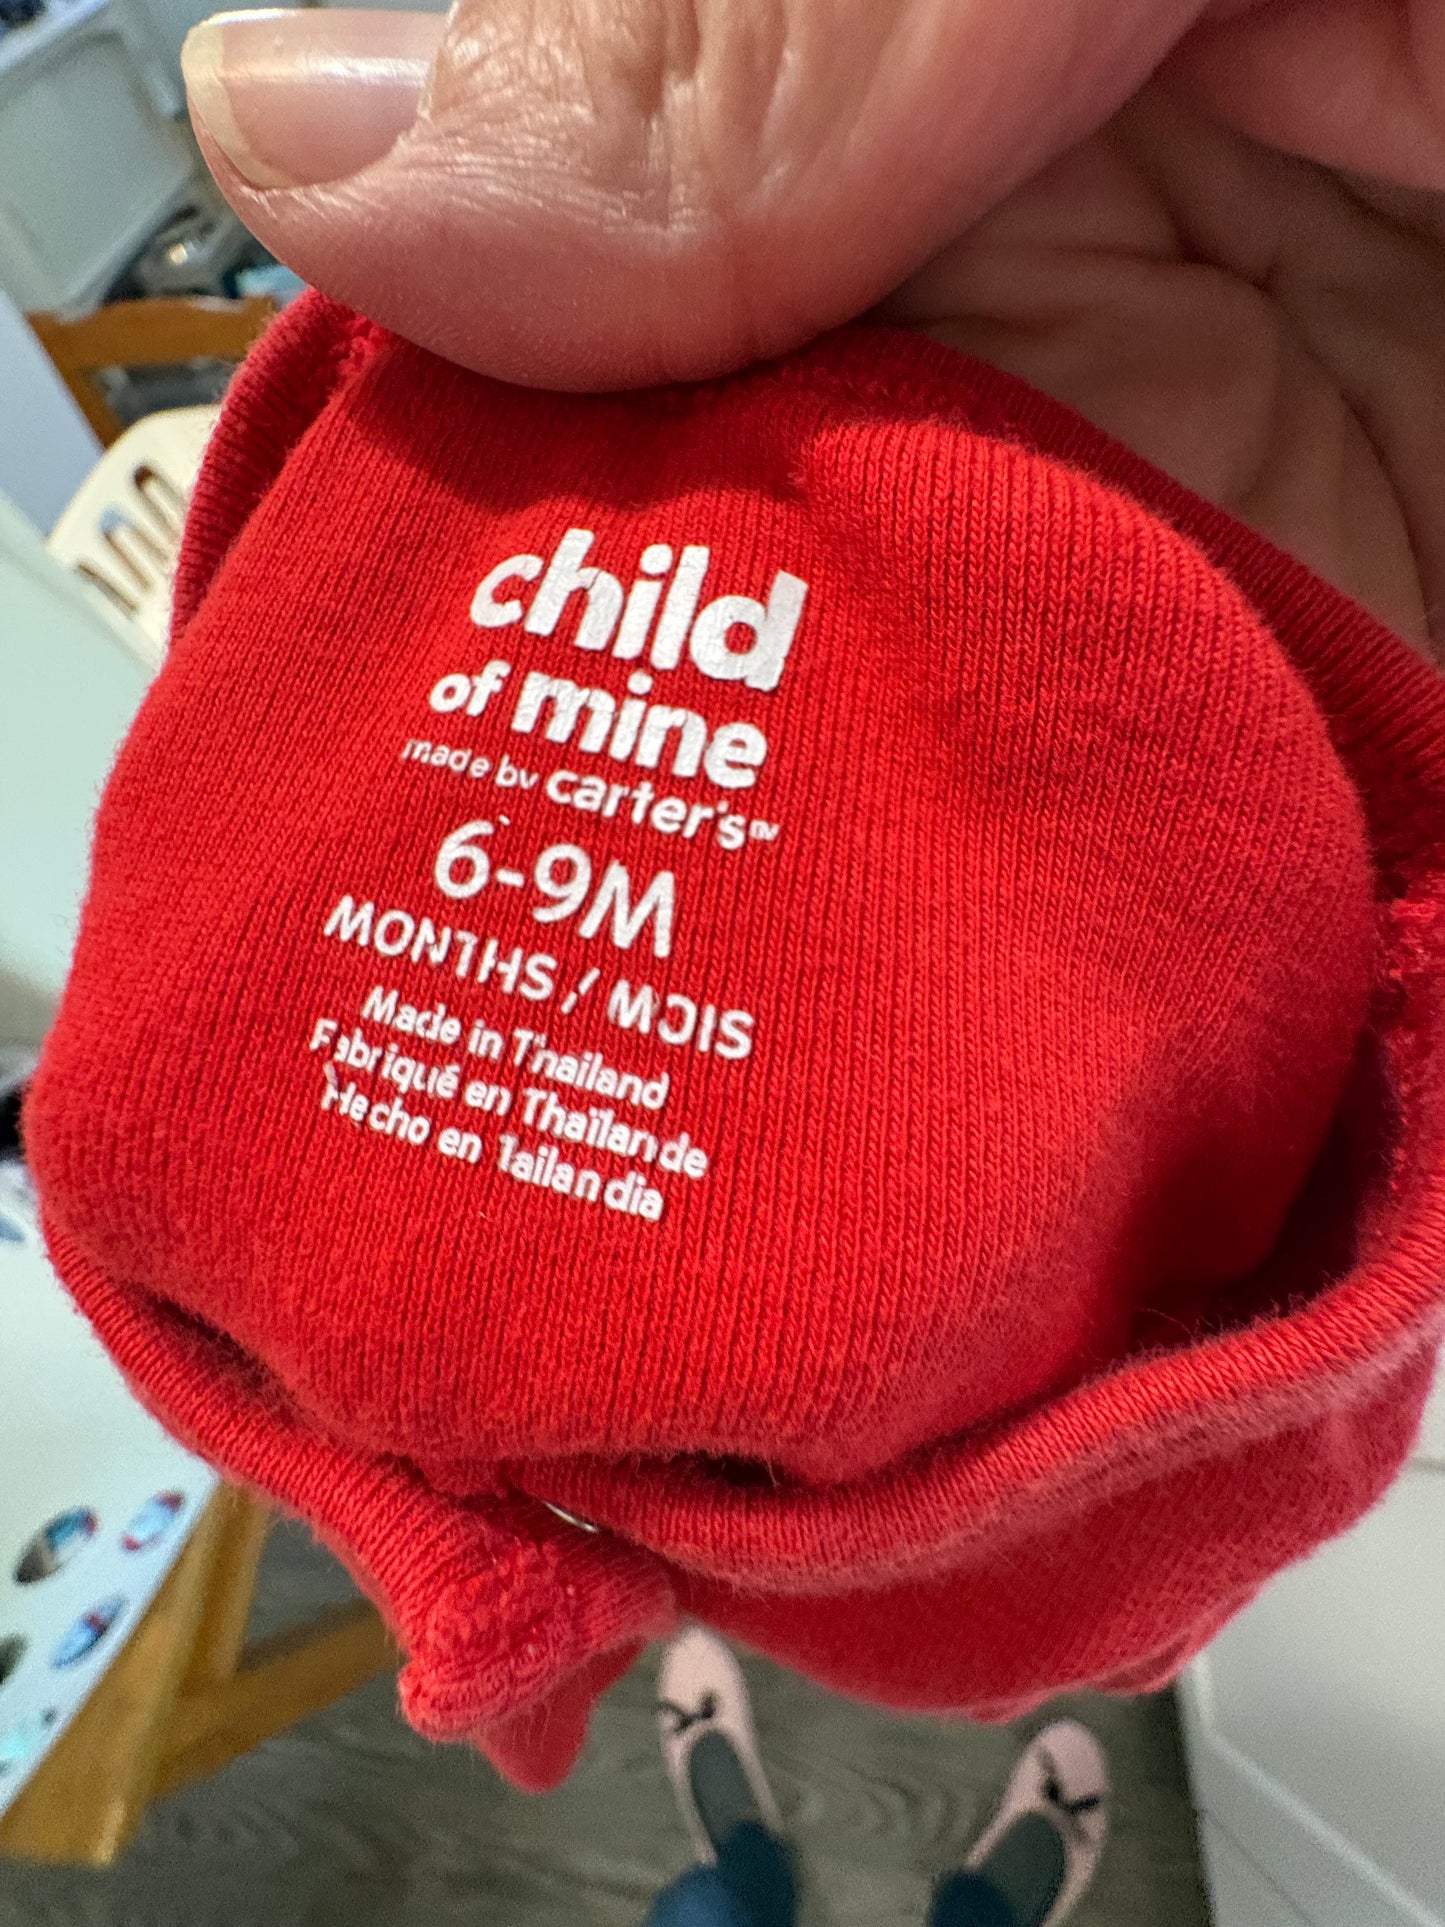 child
of mine
made by carter's™
6-9M
MONTHS / MOIS
Made in Thailand
Fabriqué en Thaïlande
Hecho en Tailandia